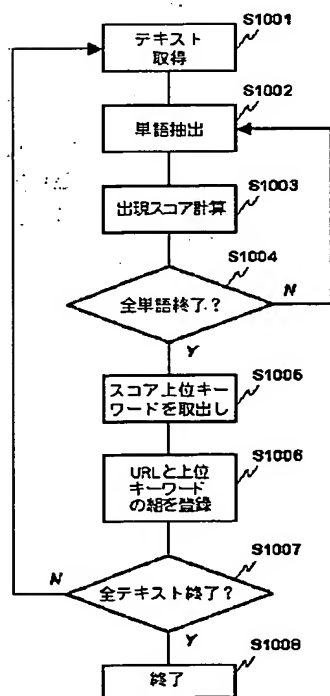 S1001
テキスト
取得
S1002
単語抽出
S1003
出現スコア計算
S1004
全単語終了?
N
Y
S1005
スコア上位キー
ワードを取出し
S1006
URLと上位
キーワード
の組を登録
S1007
N
全テキスト終了?
Y
S1008
終了